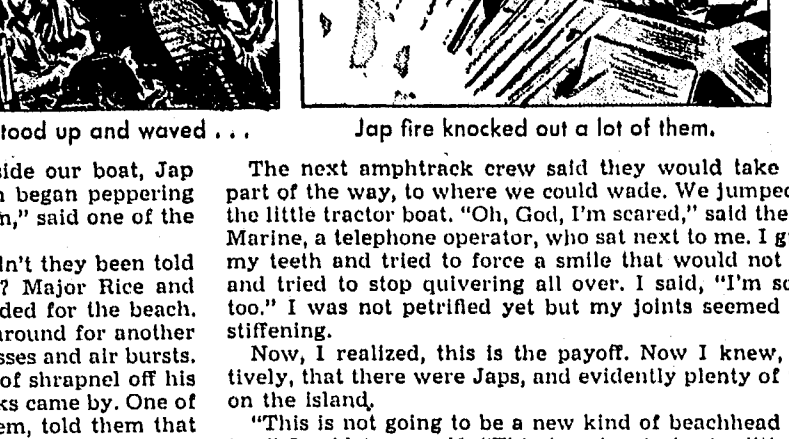 tood up and waved . . .
Jap fire knocked out a lot of them.
side our boat, Jap
n began peppering
n," said one of the
dn't they been told
? Major Rice and
ded for the beach.
around for another
sses and air bursts.
of shrapnel off his
ks came by. One of
em, told them that
The next amphtrack crew said they would take
part of the way, to where we could wade. We jumped
the little tractor boat. "Oh, God, I'm scared," said the
Marine, a telephone operator, who sat next to me. I g
my teeth and tried to force a smile that would not
and tried to stop quivering all over. I said, "I'm sc
too." I was not petrified yet but my joints seemed
stiffening.
Now, I realized, this is the payoff. Now I knew,
tively, that there were Japs, and evidently plenty of
on the island.
"This is not going to be a new kind of beachhead